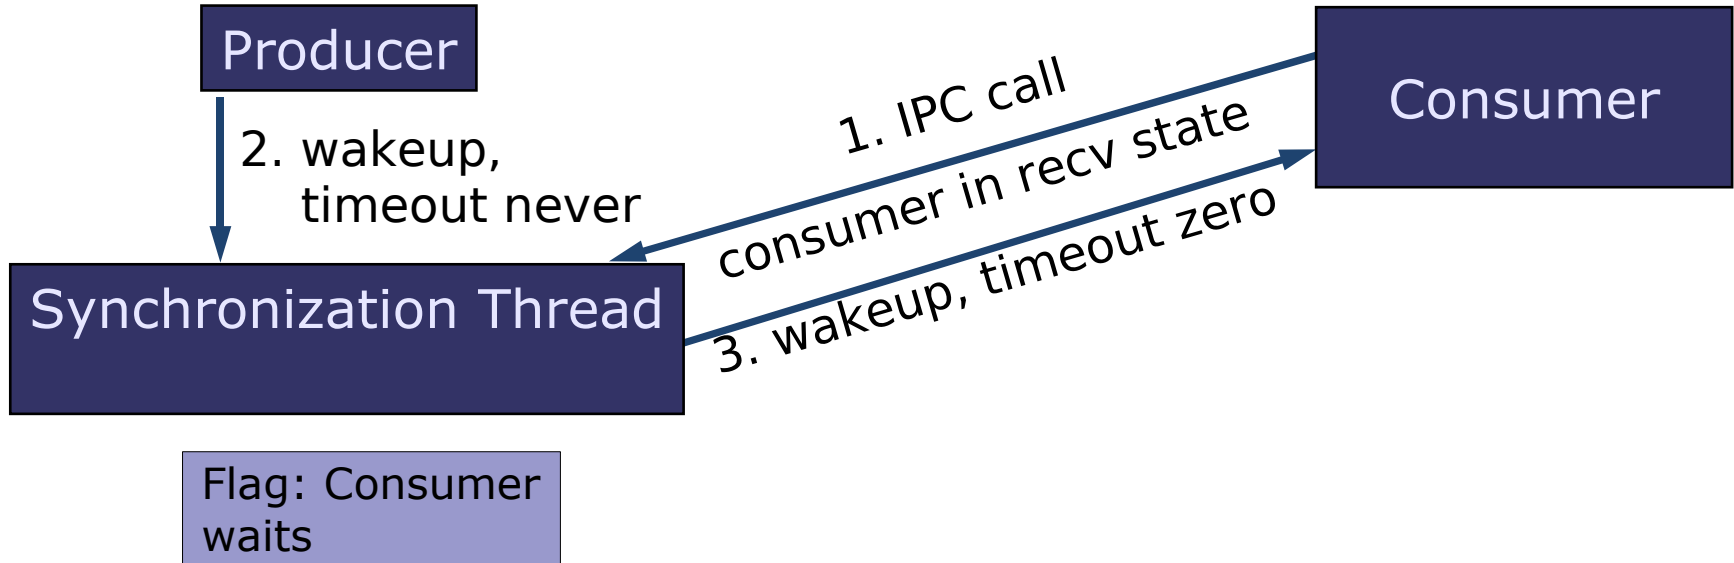 Producer
Consumer
1. IPC call
consumer in recv state
2. wakeup,
timeout never
3. wakeup, timeout zero
Synchronization Thread
Flag: Consumer
waits